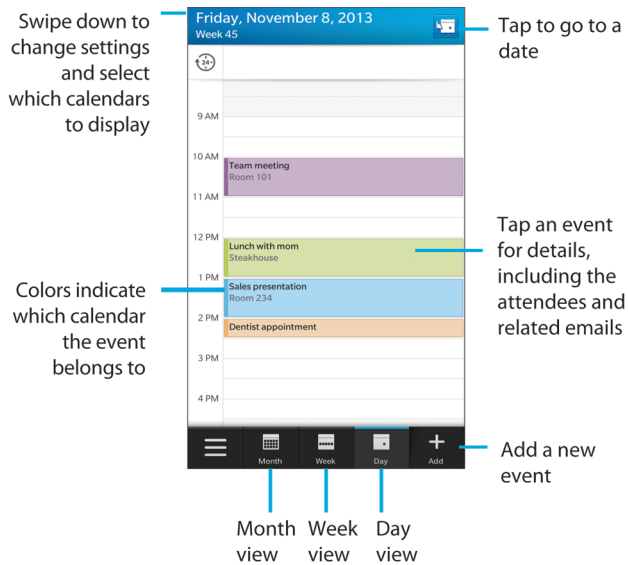 Swipe down to
change settings
and select
which calendars
to display
Friday, November 8, 2013
Week 45
Tap to go to a
date
24
9 AM
10 AM
Team meeting
Room 101
11 AM
12 PM
Lunch with mom
Steakhouse
Tap an event
for details,
including the
attendees and
related emails
1 PM
Sales presentation
Room 234
Colors indicate
which calendar
the event
belongs to
2 PM
Dentist appointment
3 PM
4 PM
Month
Week
Day
Add
Add a new
event
Month
view
Week
view
Day
view